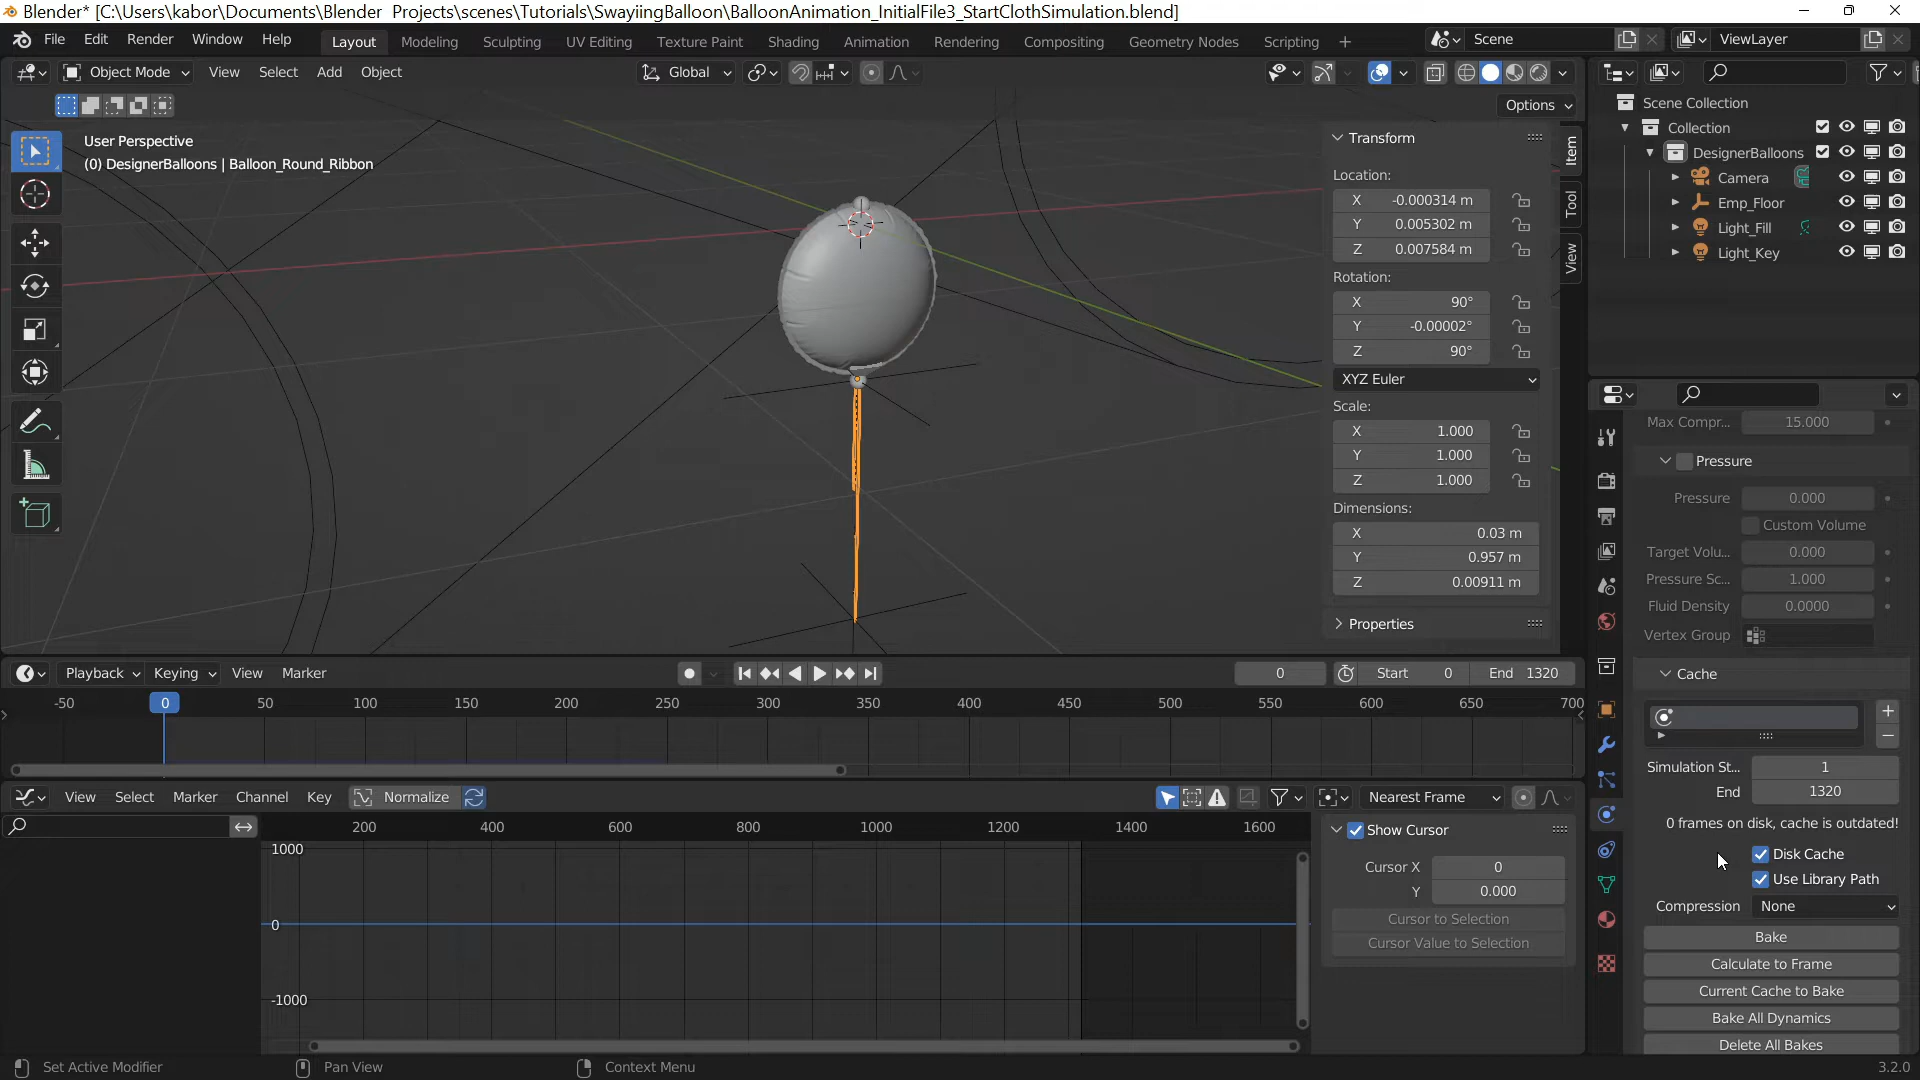 Blender* [C:\Users\kabor\Documents\Blender_Projects\scenes\Tutorials\SwayiingBalloon\BalloonAnimation_InitialFile3_StartClothSimulation.blend]
File Edit Render Window Help Layout Modeling Sculpting UV Editing Texture Paint Shading Animation Rendering Compositing Geometry Nodes Scripting + Scene ViewLayer
Object Mode View Select Add Object Global
Options
User Perspective
(0) DesignerBalloons | Balloon_Round_Ribbon
Transform
Location:
X -0.000314 m
Y 0.005302 m
Z 0.007584 m
Rotation:
X 90°
Y -0.00002°
Z 90°
XYZ Euler
Scale:
X 1.000
Y 1.000
Z 1.000
Dimensions:
X 0.03 m
Y 0.957 m
Z 0.00911 m
Properties
Item
Tool
View
Scene Collection
Collection
DesignerBalloons
Camera
Emp_Floor
Light_Fill
Light_Key
Max Compr... 15.000
Pressure
Pressure 0.000
Custom Volume
Target Volu... 0.000
Pressure Sc... 1.000
Fluid Density 0.0000
Vertex Group
Cache
Simulation St... 1
End 1320
0 frames on disk, cache is outdated!
Disk Cache
Use Library Path
Compression None
Bake
Calculate to Frame
Current Cache to Bake
Bake All Dynamics
Delete All Bakes
Playback Keying View Marker 0 Start 0 End 1320
-50 0 50 100 150 200 250 300 350 400 450 500 550 600 650 700
View Select Marker Channel Key Normalize Nearest Frame
200 400 600 800 1000 1200 1400 1600
1000
0
-1000
Show Cursor
Cursor X 0
Y 0.000
Cursor to Selection
Cursor Value to Selection
Set Active Modifier Pan View Context Menu 3.2.0